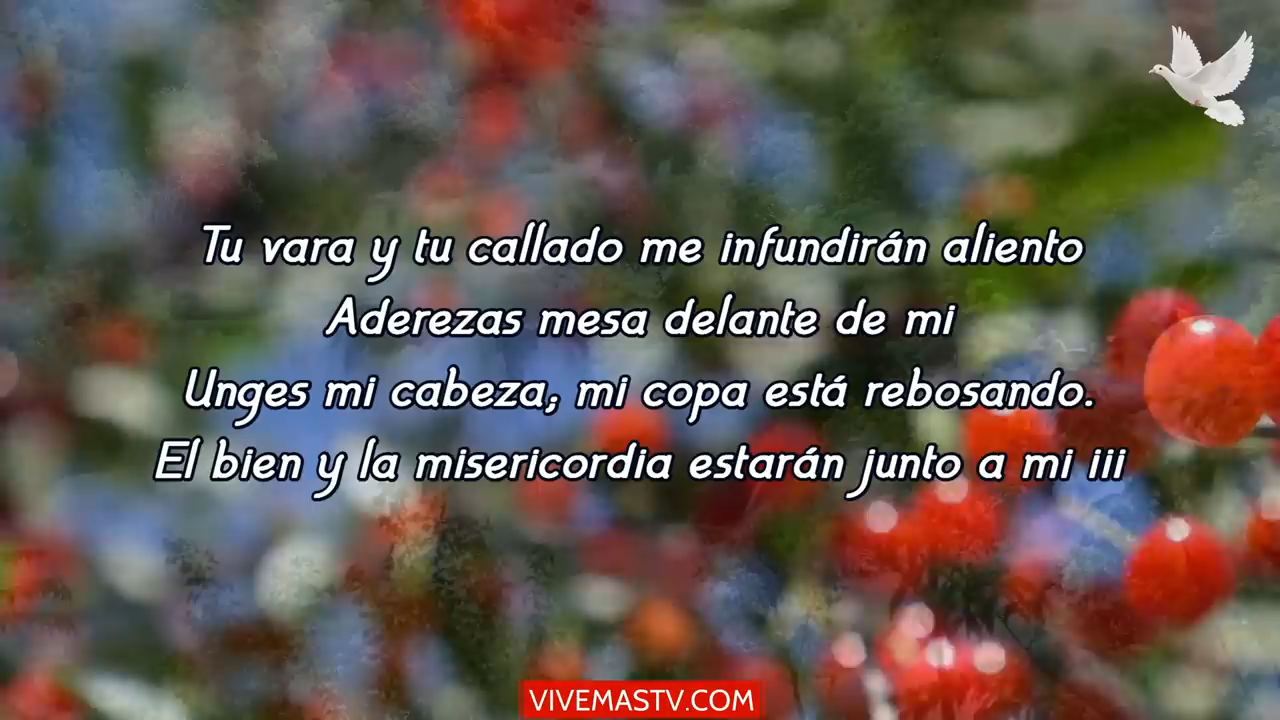 Tu vara y tu callado me infundirán aliento
Aderezas mesa delante de mi
Unges mi cabeza; mi copa está rebosando.
El bien y la misericordia estarán junto a mi iii
VIVEMASTV.COM